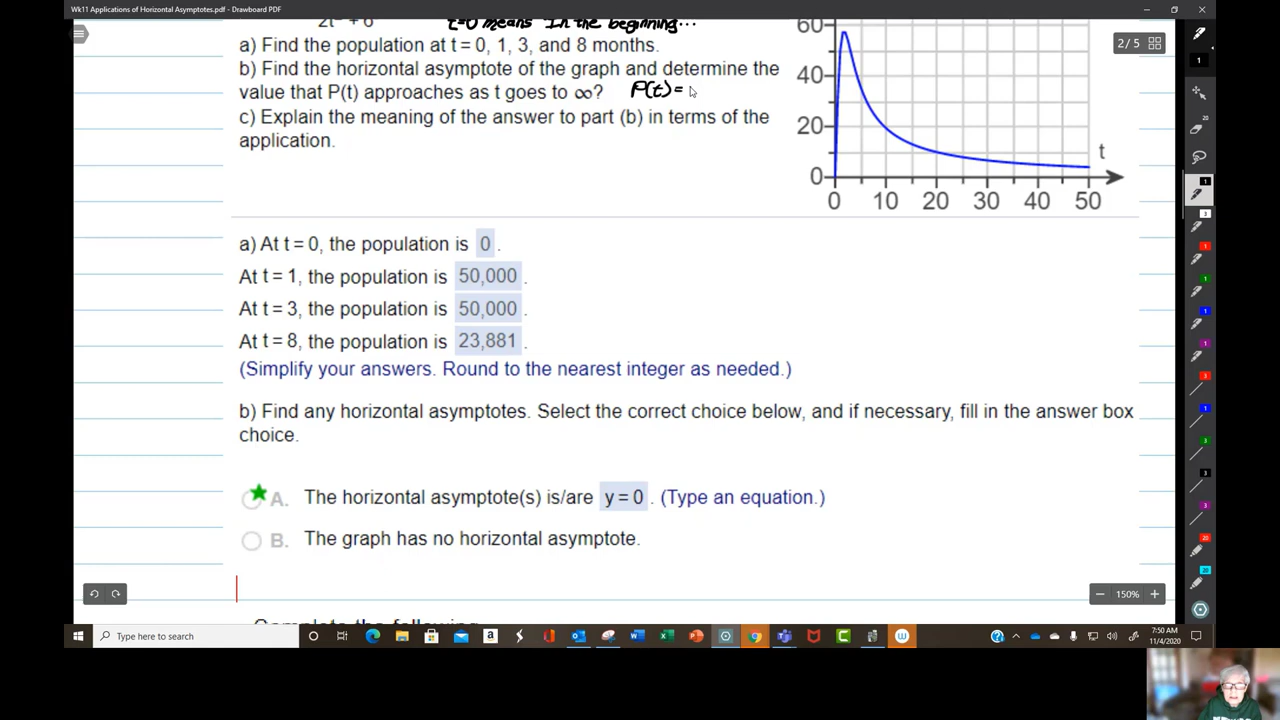 Wk11 Applications of Horizontal Asymptotes.pdf - Drawboard PDF
t=0 means In the beginning...
a) Find the population at t = 0, 1, 3, and 8 months.
b) Find the horizontal asymptote of the graph and determine the
value that P(t) approaches as t goes to ∞? P(t) =
c) Explain the meaning of the answer to part (b) in terms of the
application.
60
40
20
0
t
0 10 20 30 40 50
2/5
a) At t = 0, the population is 0 .
At t = 1, the population is 50,000 .
At t = 3, the population is 50,000 .
At t = 8, the population is 23,881 .
(Simplify your answers. Round to the nearest integer as needed.)
b) Find any horizontal asymptotes. Select the correct choice below, and if necessary, fill in the answer box
choice.
A. The horizontal asymptote(s) is/are y = 0 . (Type an equation.)
B. The graph has no horizontal asymptote.
150%
Complete the following
Type here to search
7:50 AM
11/4/2020